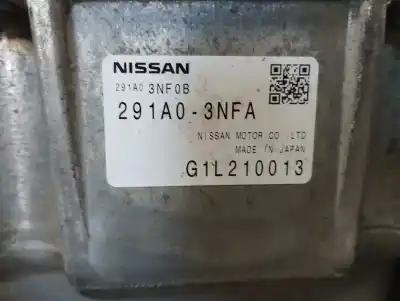 NISSAN
291A0 3NF0B
291A0-3NFA
NISSAN MOTOR CO.,LTD
MADE IN JAPAN
G1L210013